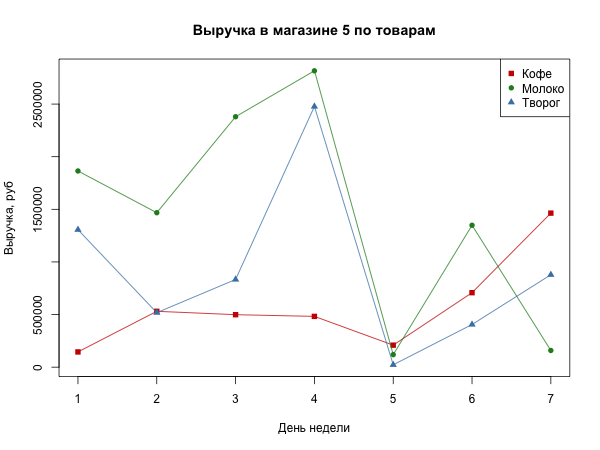 Выручка в магазине 5 по товарам
Кофе
Молоко
Творог
Выручка, руб
2500000
1500000
500000
0
1 2 3 4 5 6 7
День недели